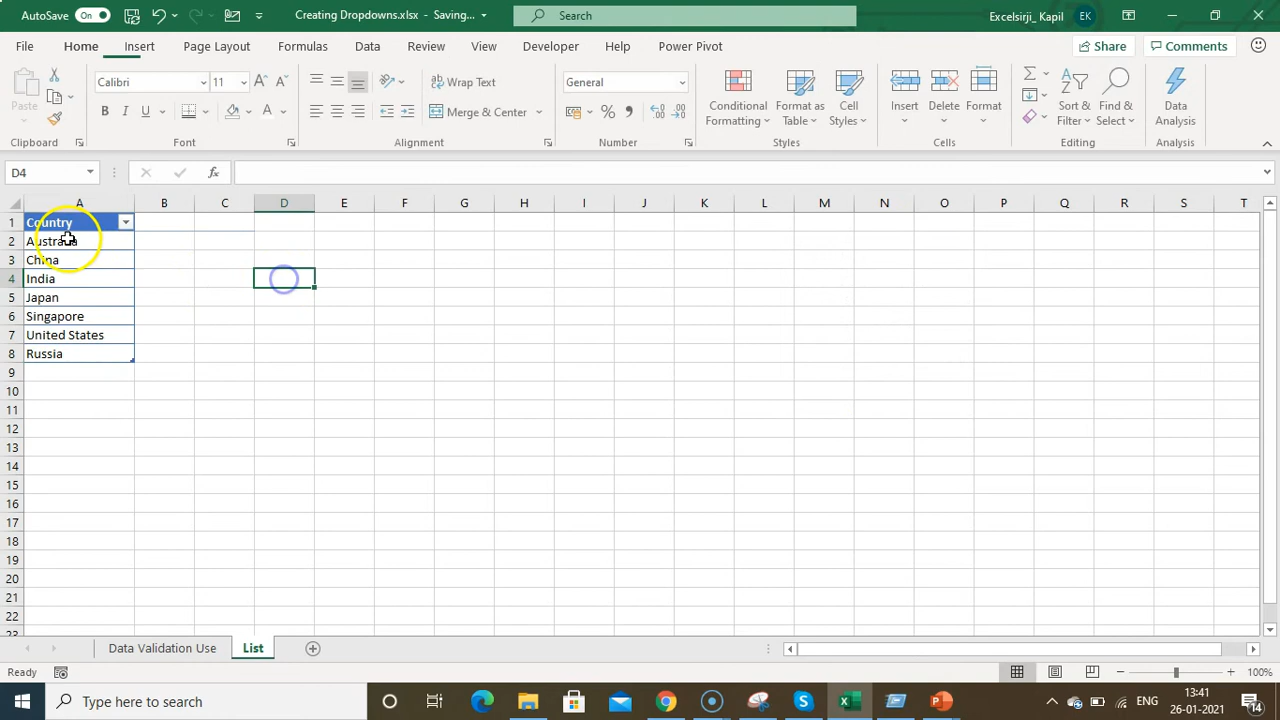 AutoSave On Creating Dropdowns.xlsx - Saving... Search Excelsirji_ Kapil EK
File Home Insert Page Layout Formulas Data Review View Developer Help Power Pivot Share Comments
Paste Calibri 11 A A Wrap Text General Conditional Formatting Format as Table Cell Styles Insert Delete Format Sort & Filter Find & Select Data Analysis
B I U A Merge & Center % 9
Clipboard Font Alignment Number Styles Cells Editing Analysis
D4 fx
A B C D E F G H I J K L M N O P Q R S T
1 Country
2 Australia
3 China
4 India
5 Japan
6 Singapore
7 United States
8 Russia
9
10
11
12
13
14
15
16
17
18
19
20
21
22
23
Data Validation Use List
Ready 100%
Type here to search ENG 13:41
26-01-2021 14